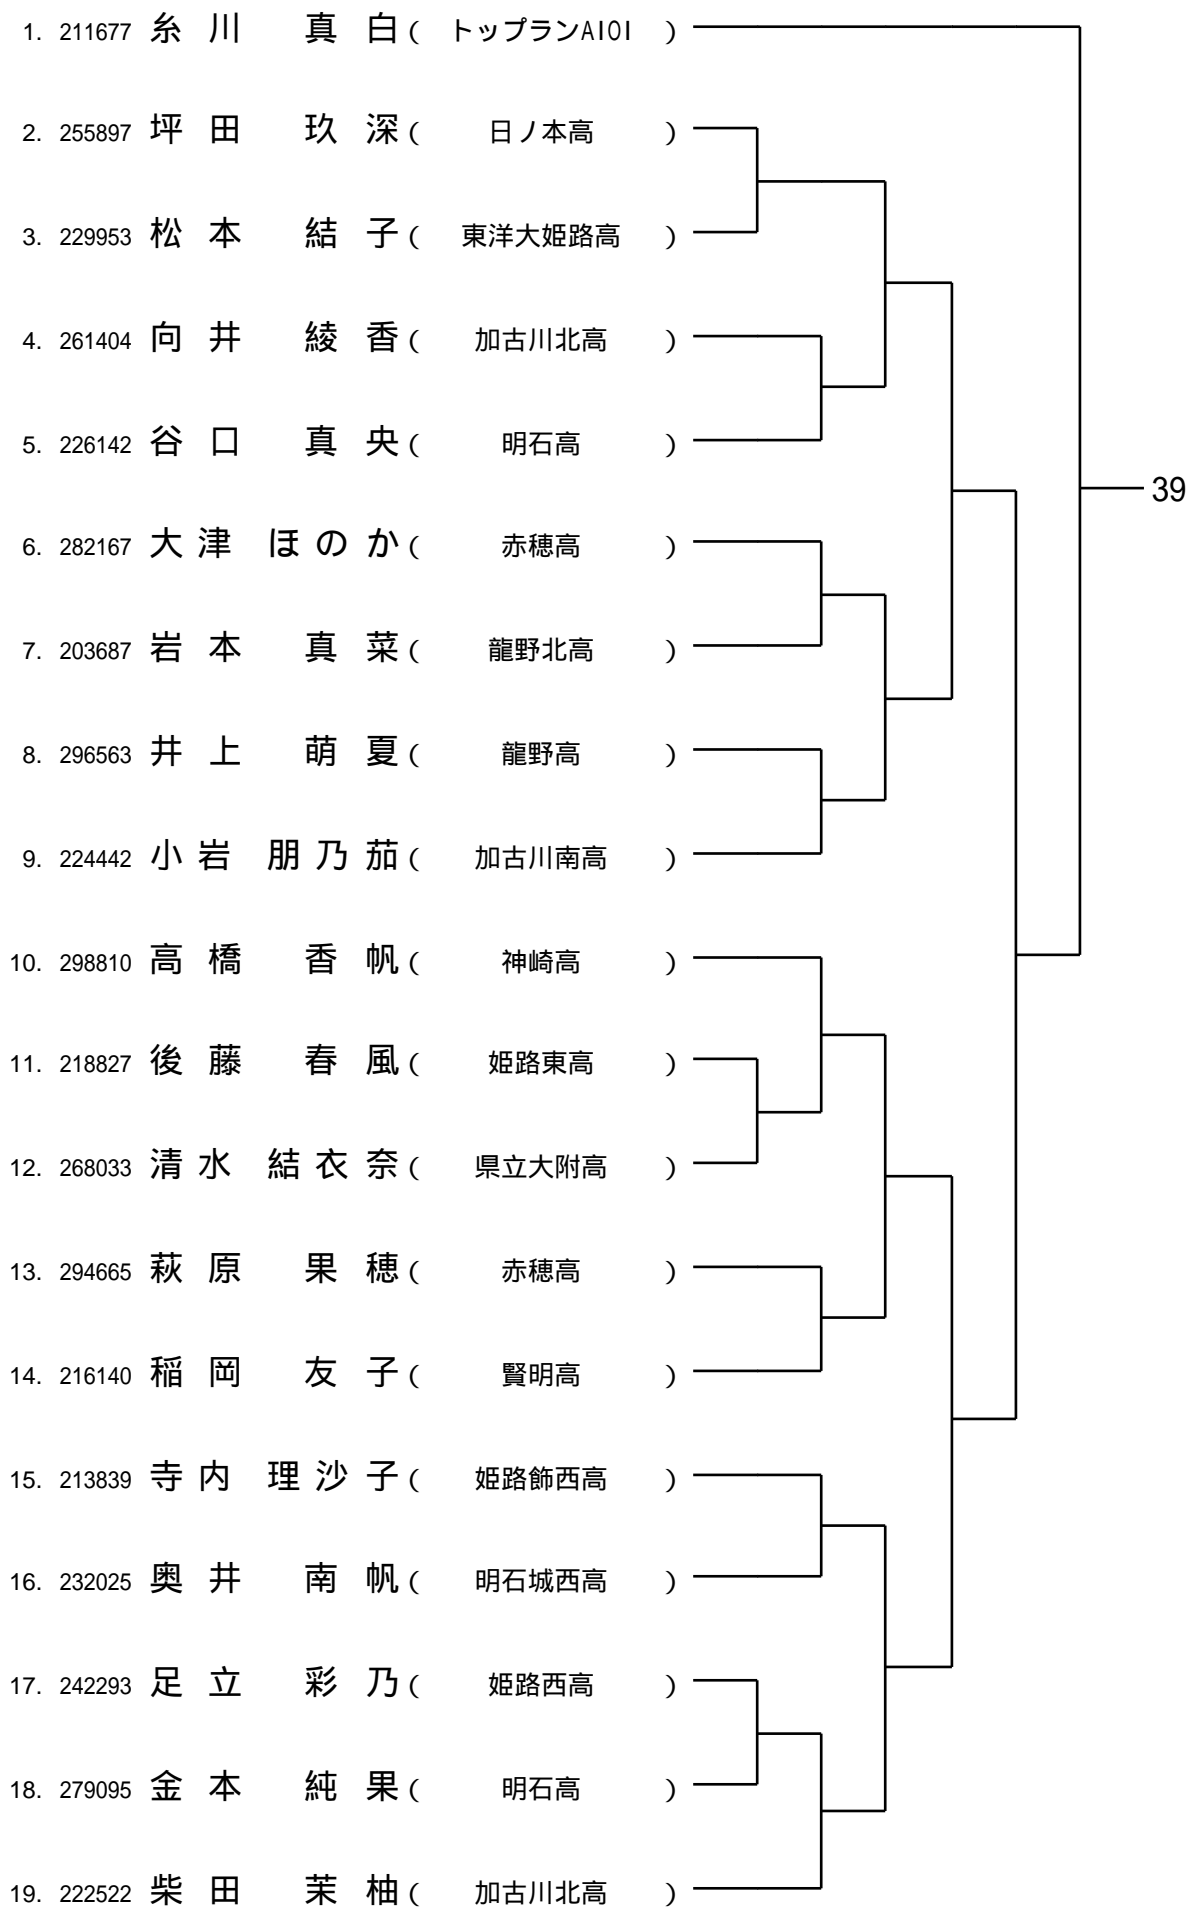 1. 211677 糸川 真白 ( トップランAIOI )
2. 255897 坪田 玖深 ( 日ノ本高 )
3. 229953 松本 結子 ( 東洋大姫路高 )
4. 261404 向井 綾香 ( 加古川北高 )
5. 226142 谷口 真央 ( 明石高 )
39
6. 282167 大津 ほのか ( 赤穂高 )
7. 203687 岩本 真菜 ( 龍野北高 )
8. 296563 井上 萌夏 ( 龍野高 )
9. 224442 小岩 朋乃茄 ( 加古川南高 )
10. 298810 高橋 香帆 ( 神崎高 )
11. 218827 後藤 春風 ( 姫路東高 )
12. 268033 清水 結衣奈 ( 県立大附高 )
13. 294665 萩原 果穂 ( 赤穂高 )
14. 216140 稲岡 友子 ( 賢明高 )
15. 213839 寺内 理沙子 ( 姫路飾西高 )
16. 232025 奥井 南帆 ( 明石城西高 )
17. 242293 足立 彩乃 ( 姫路西高 )
18. 279095 金本 純果 ( 明石高 )
19. 222522 柴田 茉柚 ( 加古川北高 )